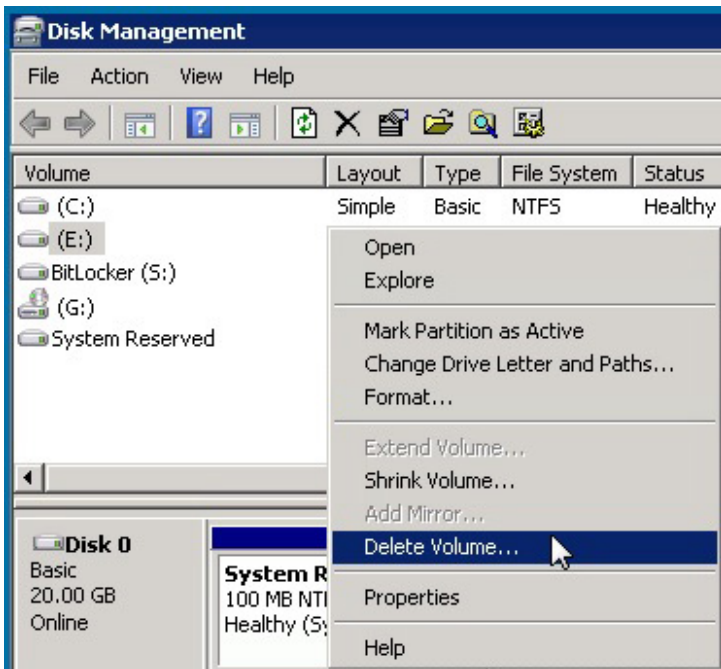 Disk Management
File Action View Help
Volume Layout Type File System Status
(C:) Simple Basic NTFS Healthy
(E:)
BitLocker (S:)
(G:)
System Reserved
Open
Explore
Mark Partition as Active
Change Drive Letter and Paths...
Format...
Extend Volume...
Shrink Volume...
Add Mirror...
Delete Volume...
Properties
Help
Disk 0
Basic
20.00 GB
Online
System R
100 MB NTI
Healthy (Sy